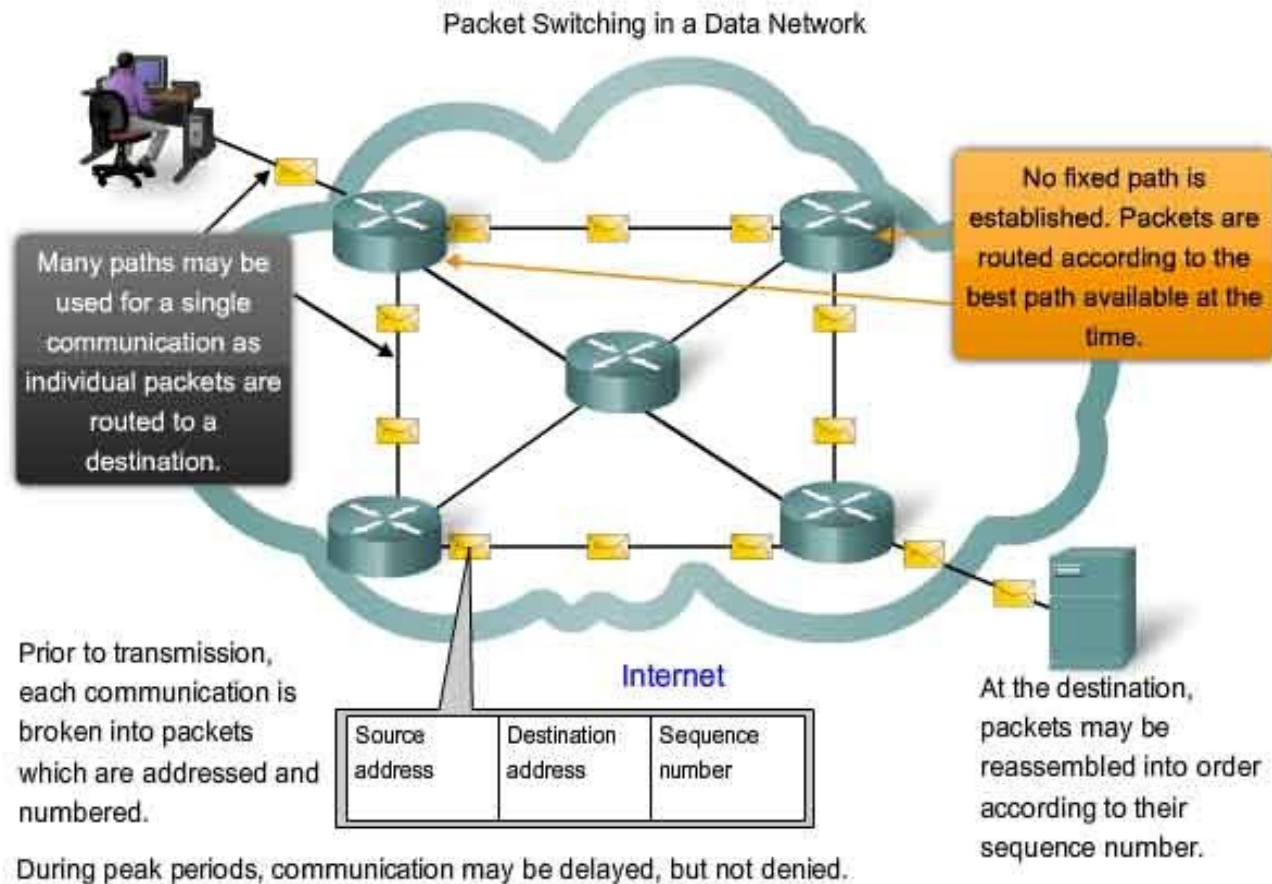 Packet Switching in a Data Network
Many paths may be
used for a single
communication as
individual packets are
routed to a
destination.
No fixed path is
established. Packets are
routed according to the
best path available at the
time.
Prior to transmission,
each communication is
broken into packets
which are addressed and
numbered.
Internet
Source
address
Destination
address
Sequence
number
At the destination,
packets may be
reassembled into order
according to their
sequence number.
During peak periods, communication may be delayed, but not denied.